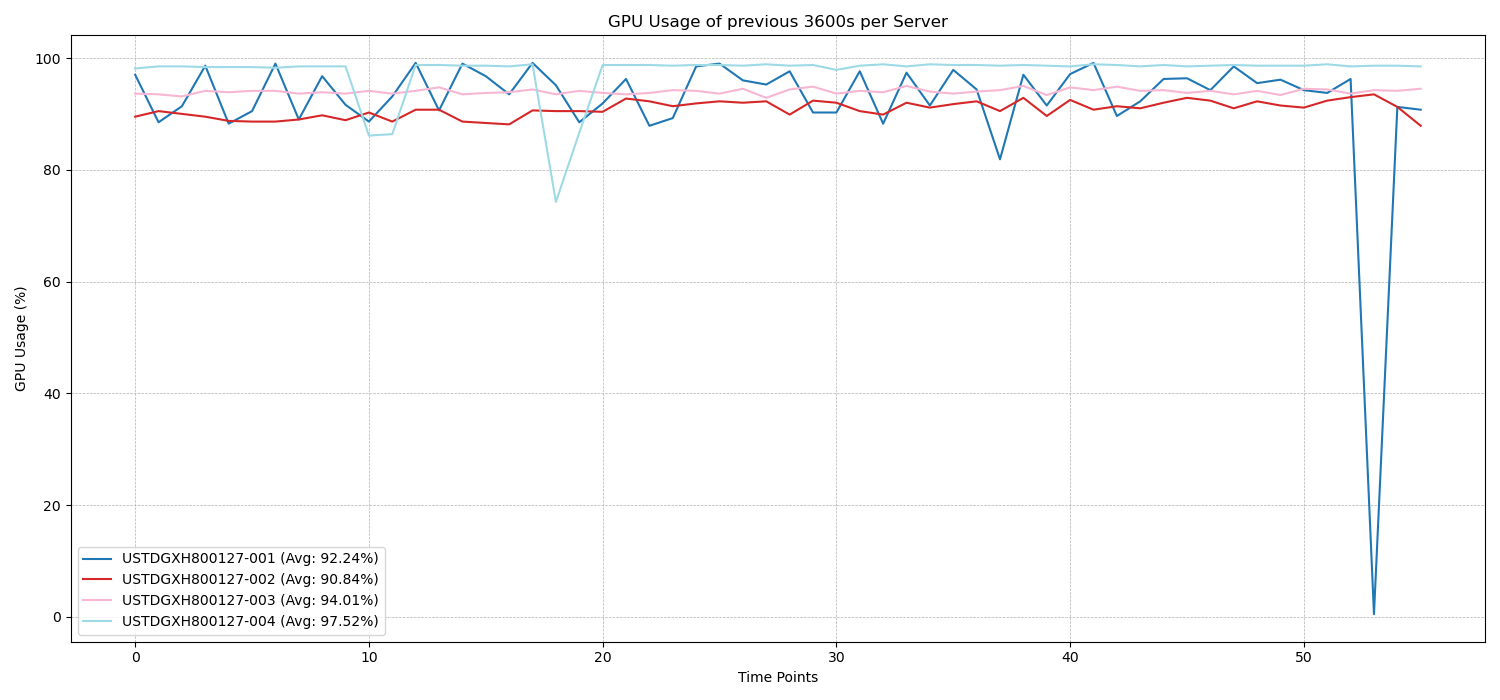 GPU Usage of previous 3600s per Server
100
80
60
40
20
0
GPU Usage (%)
USTDGXH800127-001 (Avg: 92.24%)
USTDGXH800127-002 (Avg: 90.84%)
USTDGXH800127-003 (Avg: 94.01%)
USTDGXH800127-004 (Avg: 97.52%)
0 10 20 30 40 50
Time Points